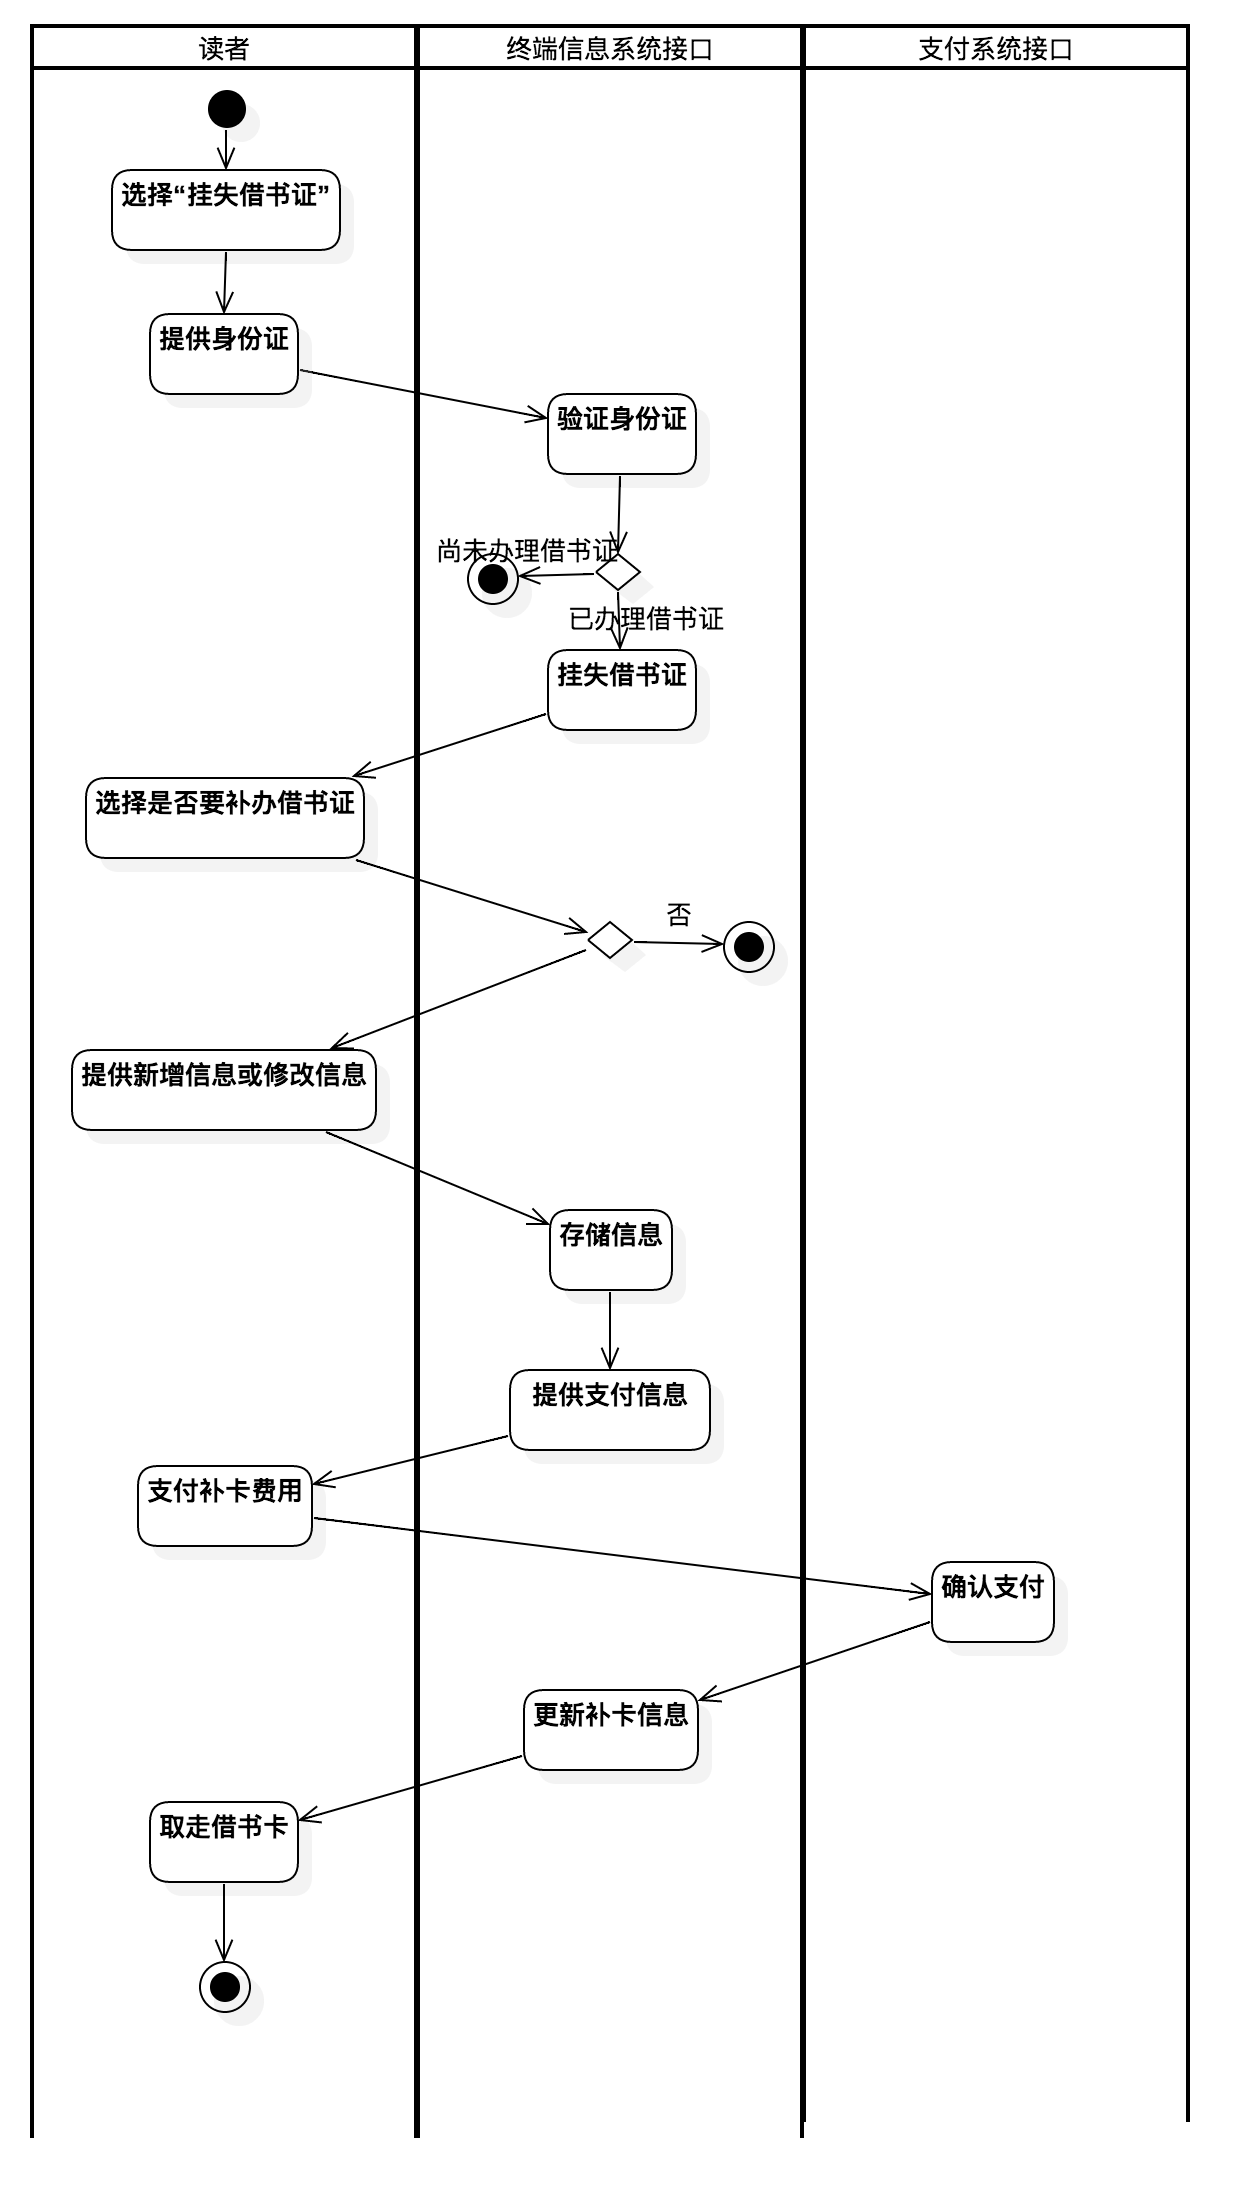 读者
终端信息系统接口
支付系统接口
选择“挂失借书证”
提供身份证
验证身份证
尚未办理借书证
已办理借书证
挂失借书证
选择是否要补办借书证
否
提供新增信息或修改信息
存储信息
提供支付信息
支付补卡费用
确认支付
更新补卡信息
取走借书卡